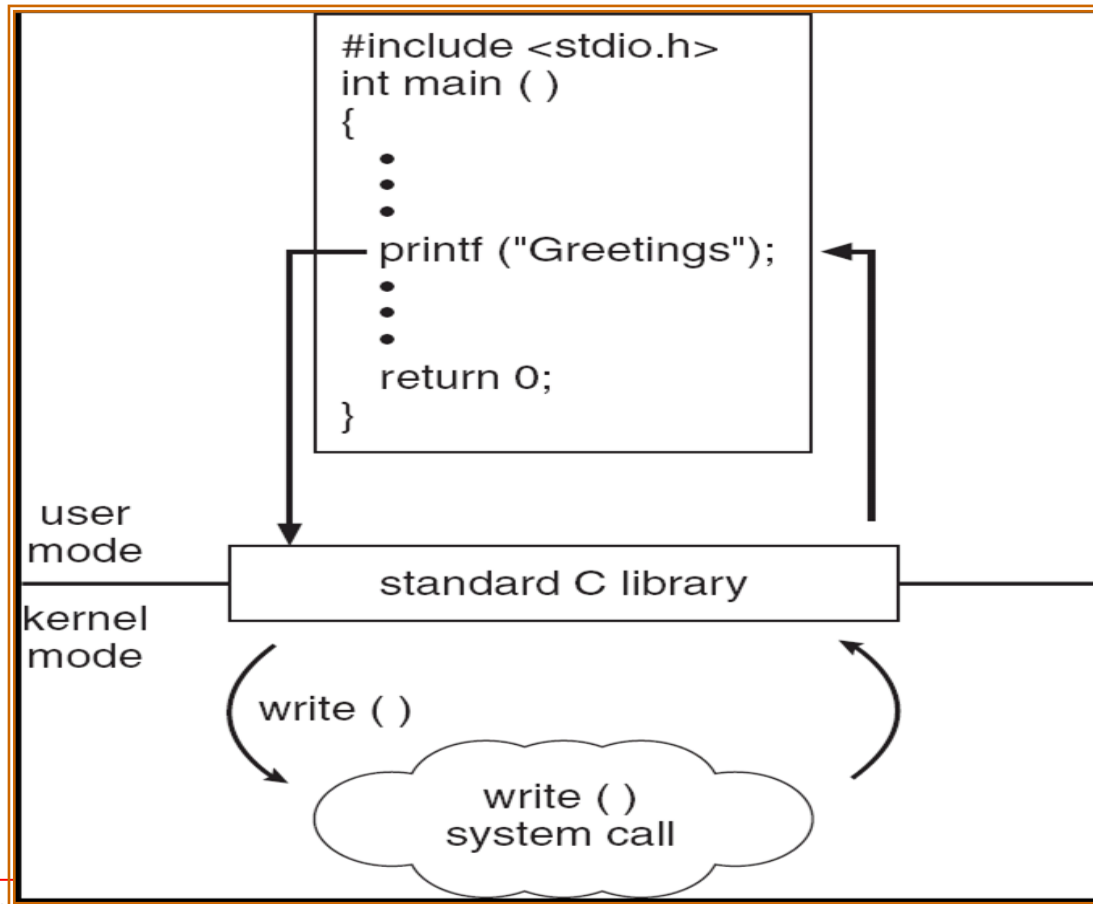 #include <stdio.h>
int main ( )
{
•
•
•
printf ("Greetings");
•
•
•
return 0;
}
user
mode
standard C library
kernel
mode
write ( )
write ( )
system call